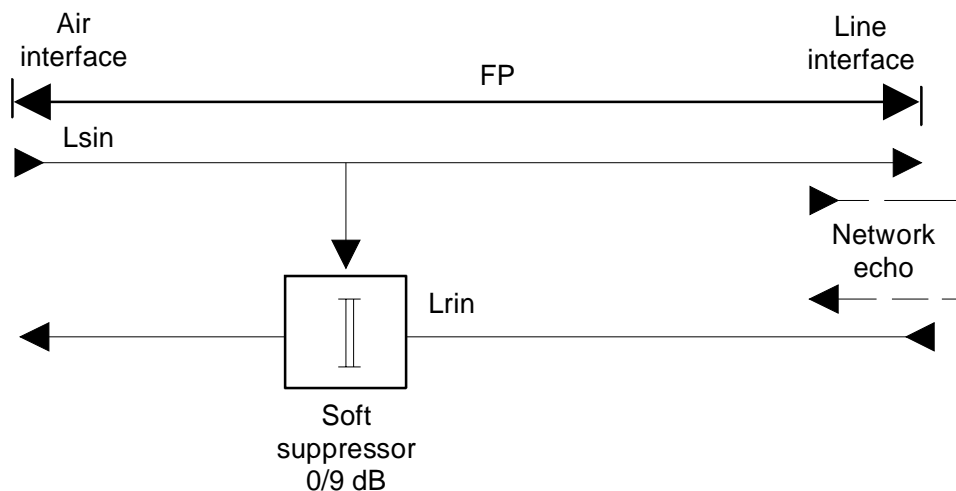 Air
interface
Line
interface
FP
Lsin
Network
echo
Lrin
Soft
suppressor
0/9 dB